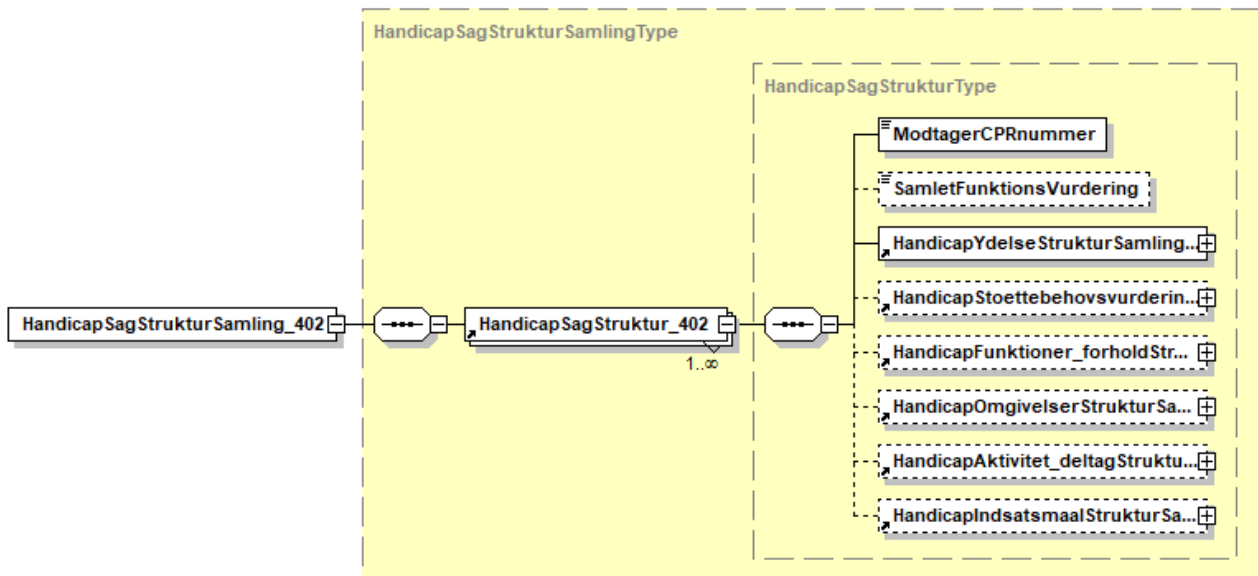 HandicapSagStrukturSamlingType
HandicapSagStrukturType
ModtagerCPRnummer
SamletFunktionsVurdering
HandicapYdelseStrukturSamling...
HandicapStoettebehovsvurderin...
HandicapSagStrukturSamling_402
HandicapSagStruktur_402
1..∞
HandicapFunktioner_forholdStr...
HandicapOmgivelserStrukturSa...
HandicapAktivitet_deltagStruktu...
HandicapIndsatsmaalStrukturSa...